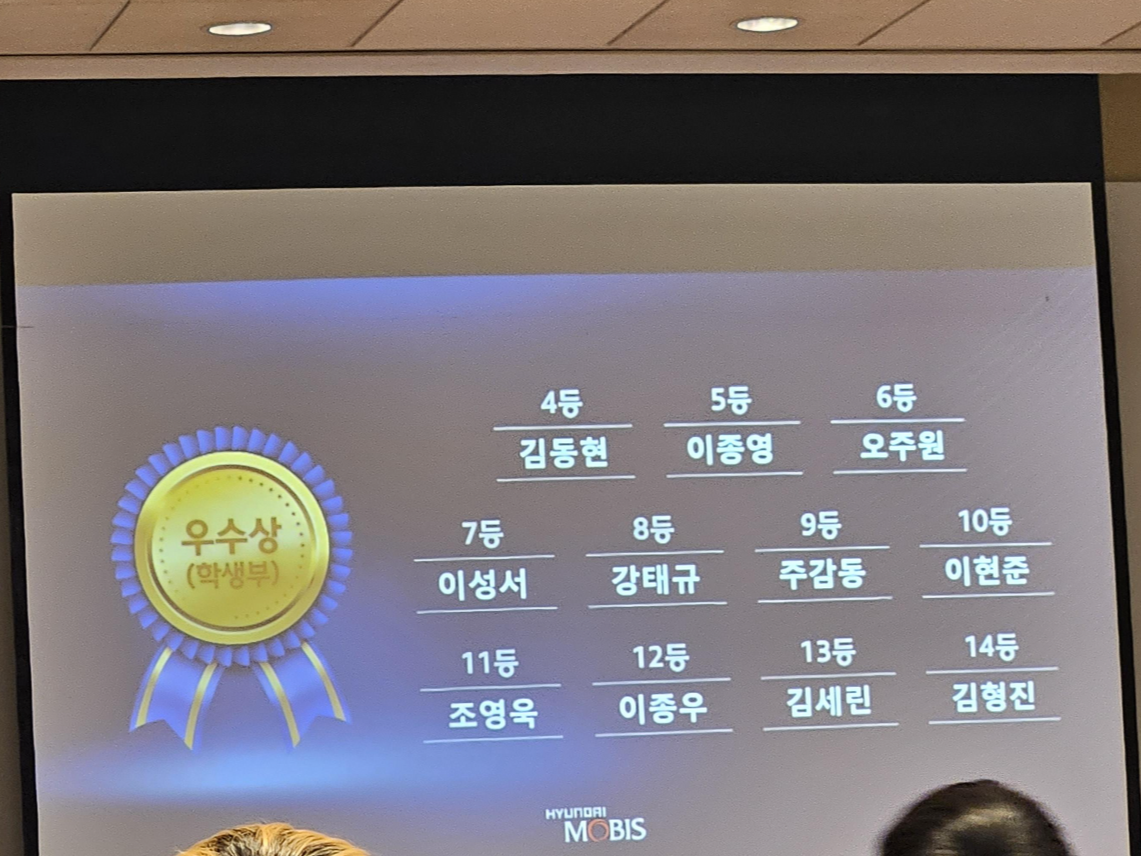 우수상
(학생부)
4등 5등 6등
김동현 이종영 오주원
7등 8등 9등 10등
이성서 강태규 주감동 이현준
11등 12등 13등 14등
조영욱 이종우 김세린 김형진
HYUNDAI
MOBIS